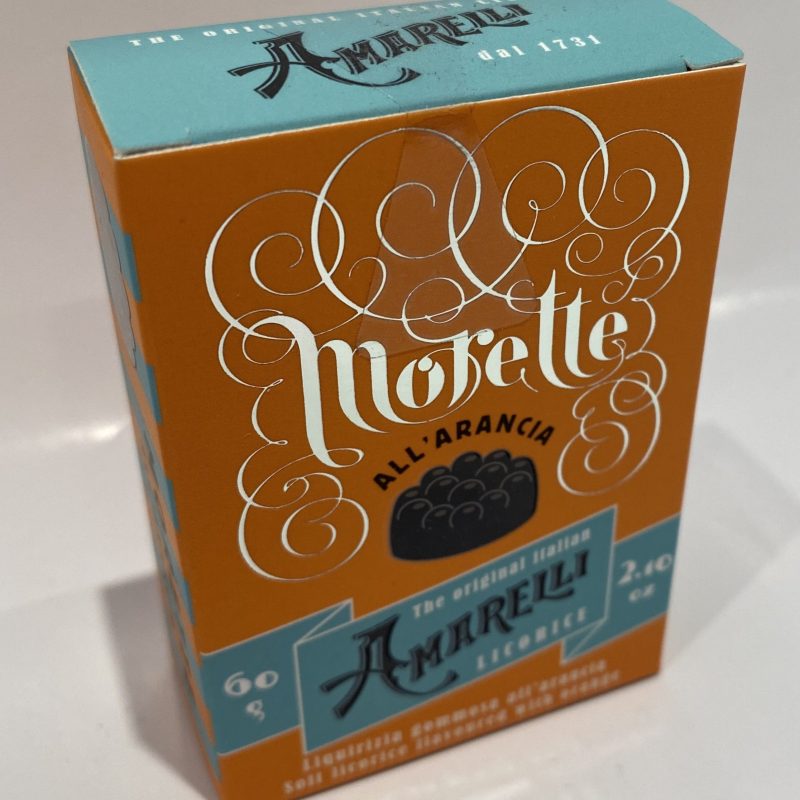 THE ORIGINAL ITALIAN
AMARELLI
dal 1731
Morette
ALL'ARANCIA
The original Italian
AMARELLI
LICORICE
60
g
2.10
oz
Liquirizia gommosa all'arancia
Soft licorice flavoured with orange